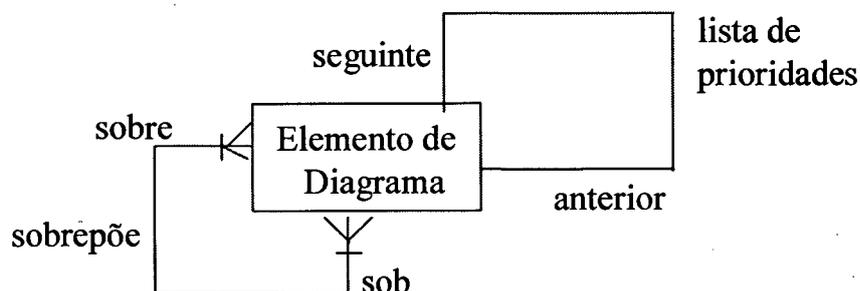 seguinte
lista de
prioridades
sobre
Elemento de
Diagrama
anterior
sobrepõe
sob